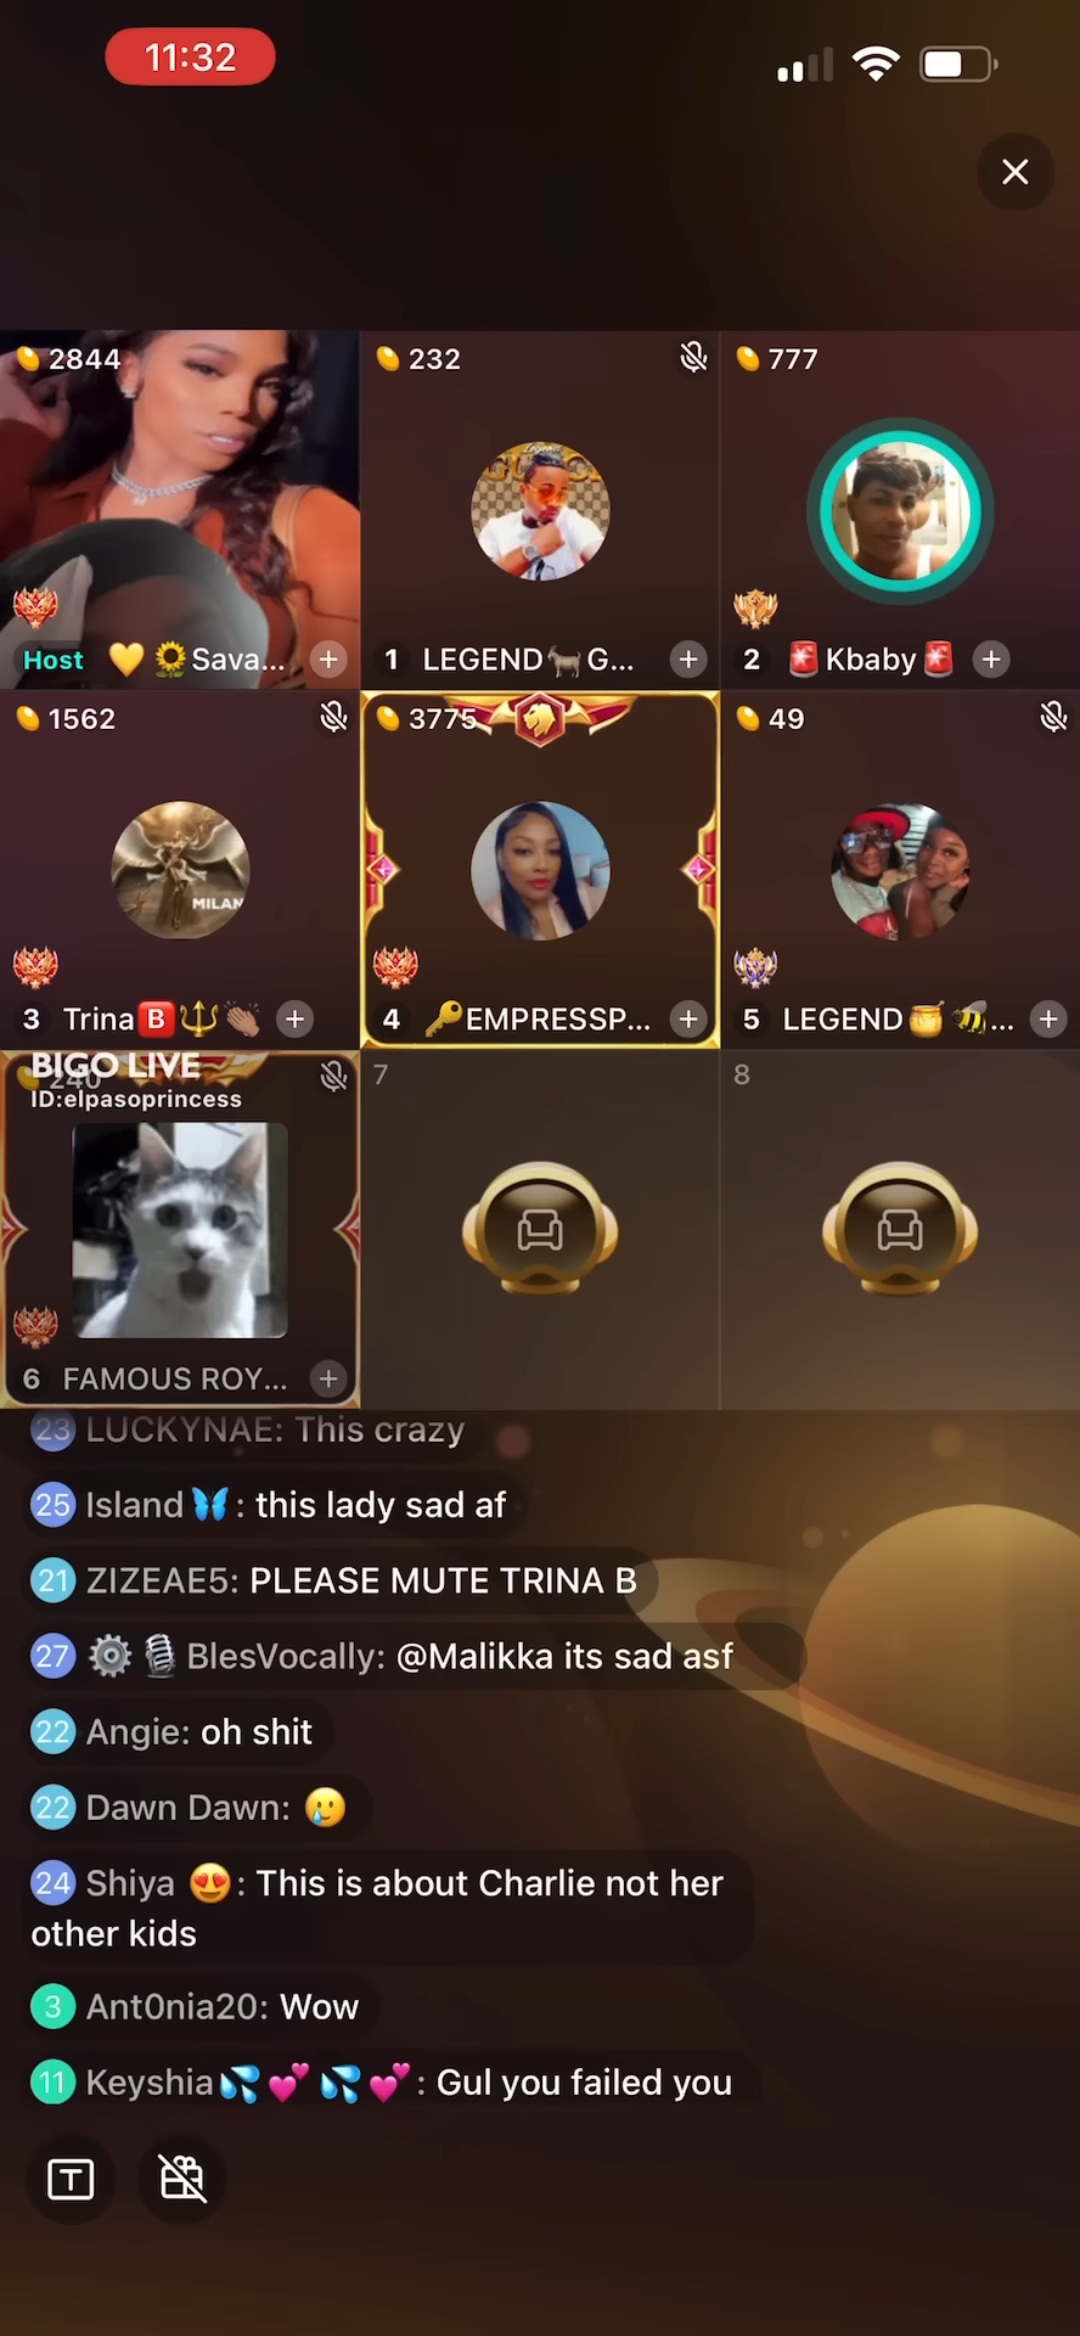 11:32
2844
232
777
Host 💛🌻Sava...
1 LEGEND🐐G...
2 🚨Kbaby🚨
1562
3775
49
MILAN
3 Trina🅱️🔱👏🏽
4 🔑EMPRESSP...
5 LEGEND🍯🐝...
BIGO LIVE
240
ID:elpasoprincess
7
8
6 FAMOUS ROY...
23 LUCKYNAE: This crazy
25 Island🦋: this lady sad af
21 ZIZEAE5: PLEASE MUTE TRINA B
27 ⚙️🎙️BlesVocally: @Malikka its sad asf
22 Angie: oh shit
22 Dawn Dawn: 🥲
24 Shiya 😍: This is about Charlie not her
other kids
3 Ant0nia20: Wow
11 Keyshia💦💕💦💕: Gul you failed you